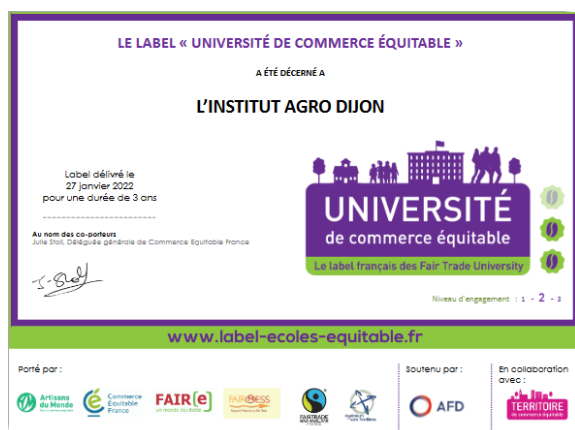 LE LABEL « UNIVERSITÉ DE COMMERCE ÉQUITABLE »
A ÉTÉ DÉCERNÉ A
L'INSTITUT AGRO DIJON
Label délivré le
27 janvier 2022
pour une durée de 3 ans
Au nom des co-porteurs
Julie Stoll, Déléguée générale de Commerce Equitable France
J-Stoll
UNIVERSITÉ
de commerce équitable
Le label français des Fair Trade University
Niveau d'engagement : 1 - 2 - 3
www.label-ecoles-equitable.fr
Porté par :
Soutenu par :
En collaboration
avec :
Artisans
du Monde
Commerce
Équitable
France
FAIR(e)
un monde équitable
FAIRNESS
FAIRTRADE
MAX HAVELAAR
AFD
TERRITOIRE
de commerce équitable